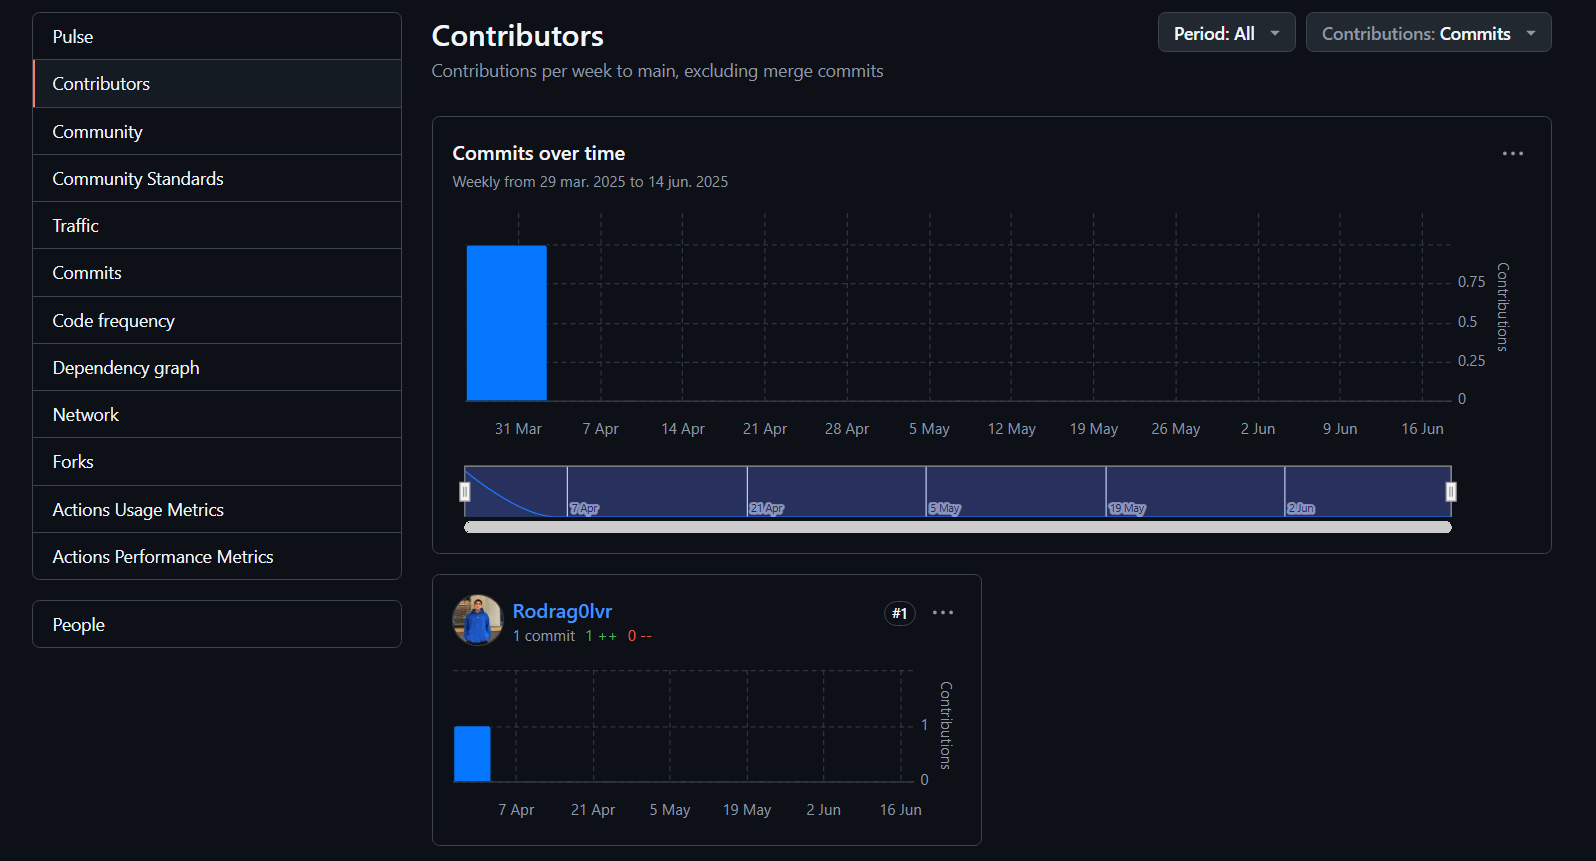 Pulse
Contributors
Community
Community Standards
Traffic
Commits
Code frequency
Dependency graph
Network
Forks
Actions Usage Metrics
Actions Performance Metrics
People
Contributors
Contributions per week to main, excluding merge commits
Period: All
Contributions: Commits
Commits over time
Weekly from 29 mar. 2025 to 14 jun. 2025
0.75
0.5
0.25
0
Contributions
31 Mar 7 Apr 14 Apr 21 Apr 28 Apr 5 May 12 May 19 May 26 May 2 Jun 9 Jun 16 Jun
7 Apr 21 Apr 5 May 19 May 2 Jun
Rodrag0lvr
1 commit 1 ++ 0 --
#1
1
0
Contributions
7 Apr 21 Apr 5 May 19 May 2 Jun 16 Jun